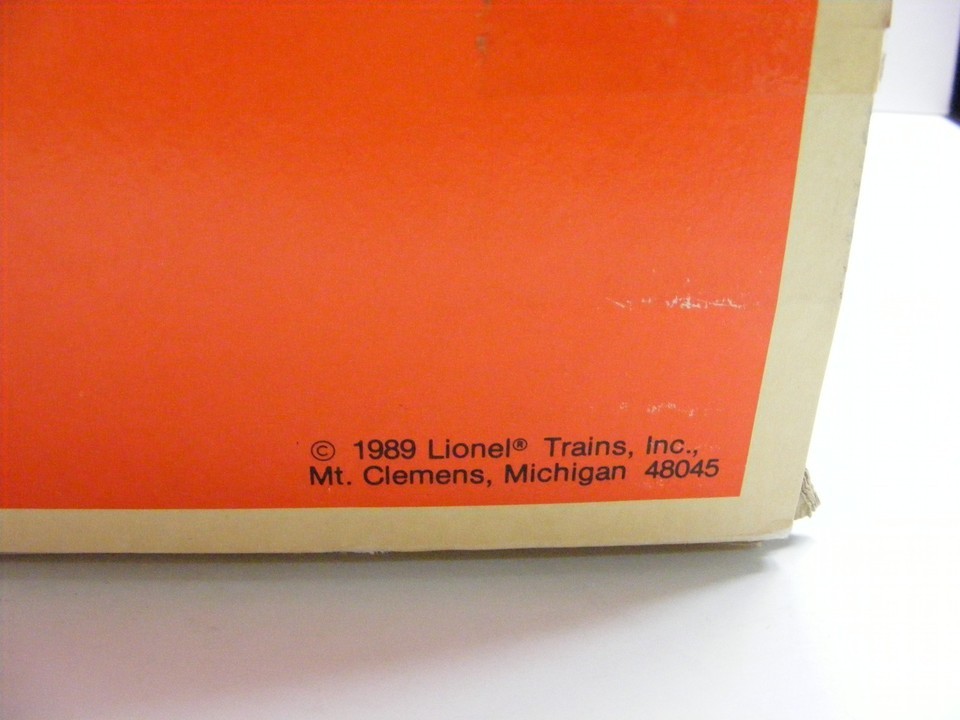 © 1989 Lionel® Trains, Inc.,
Mt. Clemens, Michigan 48045